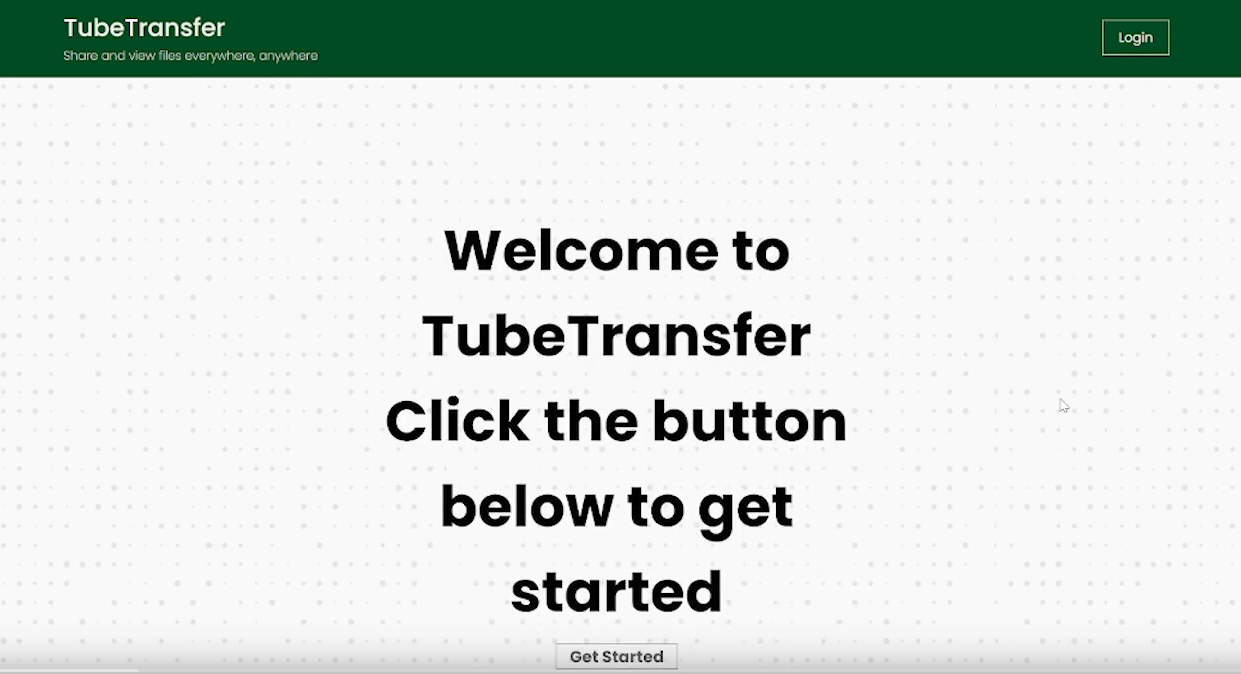 TubeTransfer
Share and view files everywhere, anywhere
Login
Welcome to
TubeTransfer
Click the button
below to get
started
Get Started